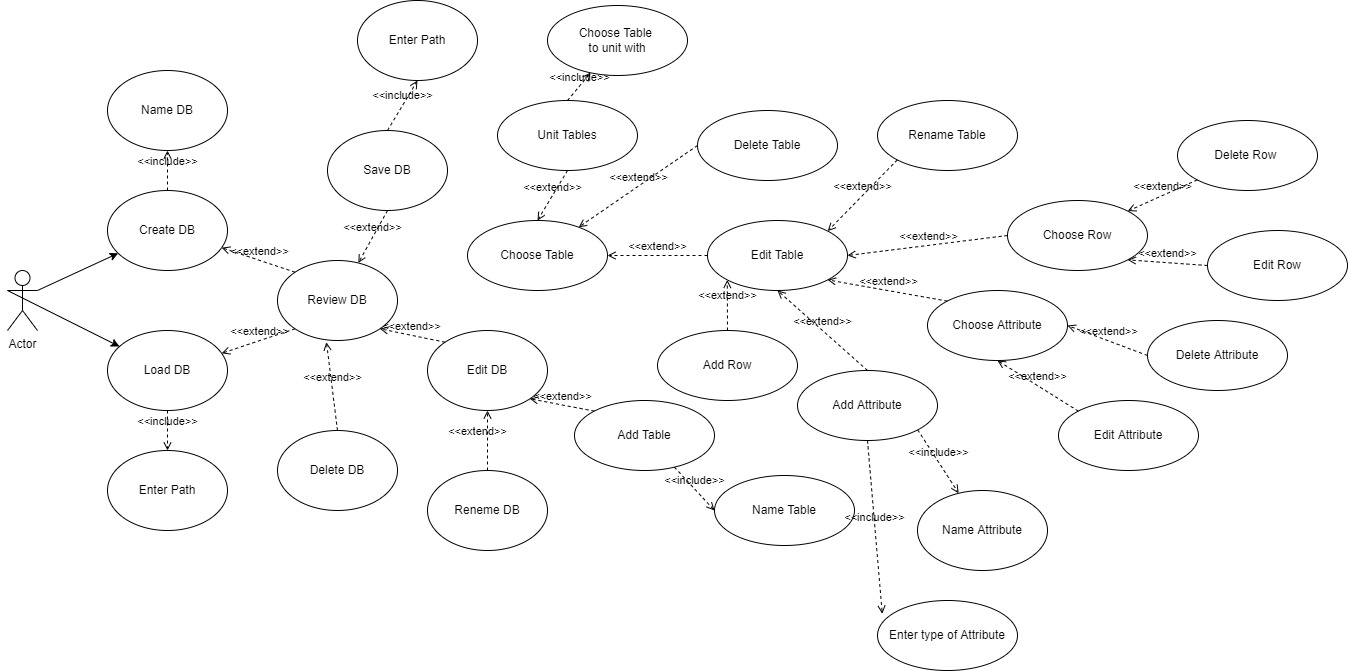 Enter Path
Choose Table
to unit with
<<include>>
<<include>>
Name DB
Unit Tables
Rename Table
Delete Table
Delete Row
<<include>>
Save DB
<<extend>>
<<extend>>
<<extend>>
<<extend>>
Create DB
<<extend>>
Choose Row
<<extend>>
<<extend>>
<<extend>>
Choose Table
Edit Table
<<extend>>
Edit Row
Review DB
<<extend>>
<<extend>>
Choose Attribute
<<extend>>
<<extend>>
<<extend>>
Actor
Delete Attribute
Load DB
Edit DB
Add Row
<<extend>>
<<extend>>
<<extend>>
Add Attribute
<<include>>
<<extend>>
Add Table
Edit Attribute
<<include>>
Delete DB
<<include>>
Enter Path
Reneme DB
Name Table
<<include>>
Name Attribute
Enter type of Attribute